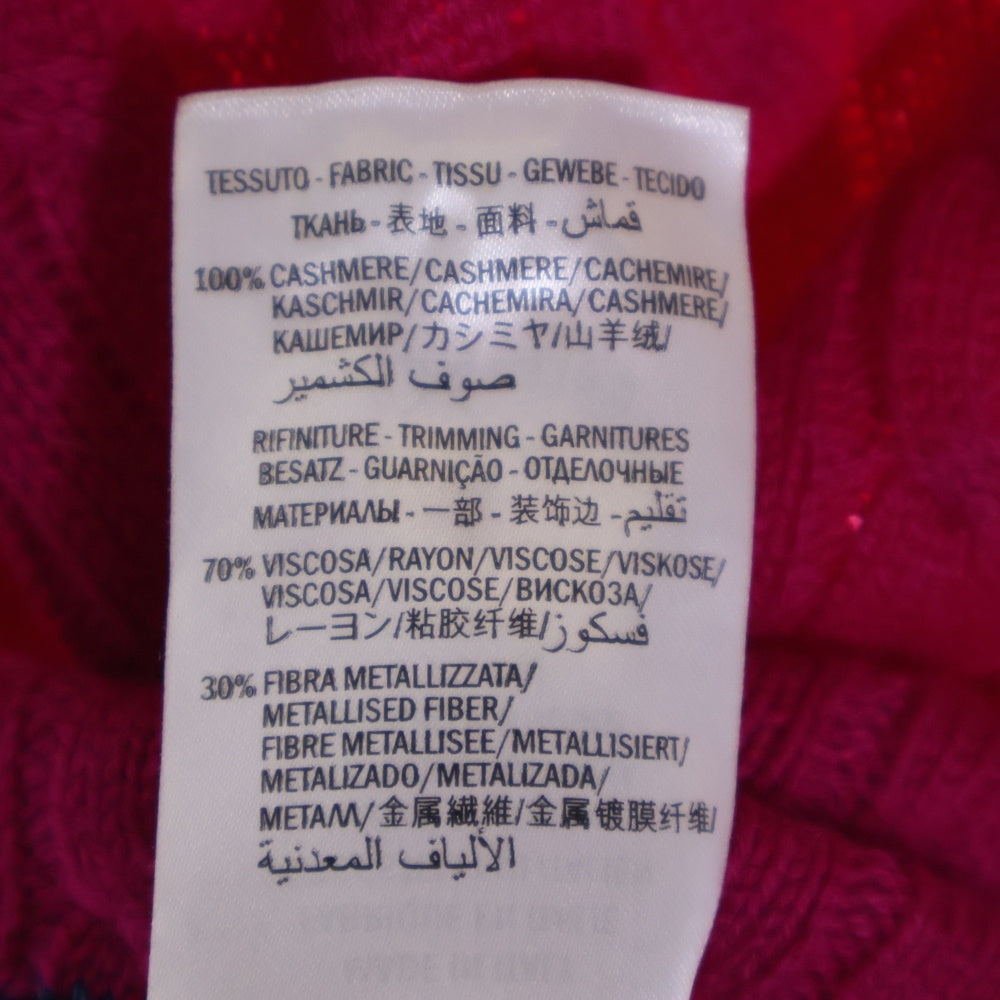 TESSUTO - FABRIC - TISSU - GEWEBE - TECIDO
ТКАНЬ - 表地 - 面料 - قماش
100% CASHMERE/CASHMERE/CACHEMIRE/
KASCHMIR/CACHEMIRA/CASHMERE/
КАШЕМИР/カシミヤ/山羊绒/
صوف الكشمير
RIFINITURE - TRIMMING - GARNITURES
BESATZ - GUARNIÇÃO - ОТДЕЛОЧНЫЕ
МАТЕРИАЛЫ - 一部 - 装饰边 - تقليم
70% VISCOSA/RAYON/VISCOSE/VISKOSE/
VISCOSA/VISCOSE/ВИСКОЗА/
レーヨン/粘胶纤维/فسكوز
30% FIBRA METALLIZZATA/
METALLISED FIBER/
FIBRE METALLISEE/METALLISIERT/
METALIZADO/METALIZADA/
МЕТАЛЛ/金属繊維/金属镀膜纤维/
الألياف المعدنية